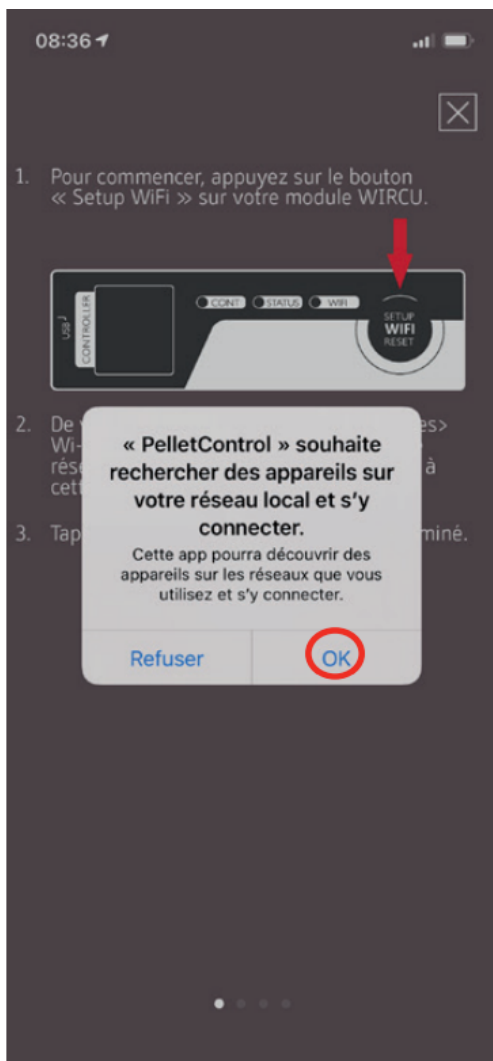 08:36
1. Pour commencer, appuyez sur le bouton
« Setup WiFi » sur votre module WIRCU.
USB
CONTROLLER
CONT
STATUS
WIFI
SETUP
WIFI
RESET
2. De
es>
Wi-
rése
à
cett
« PelletControl » souhaite
rechercher des appareils sur
votre réseau local et s'y
connecter.
3. Tap
miné.
Cette app pourra découvrir des
appareils sur les réseaux que vous
utilisez et s'y connecter.
Refuser
OK